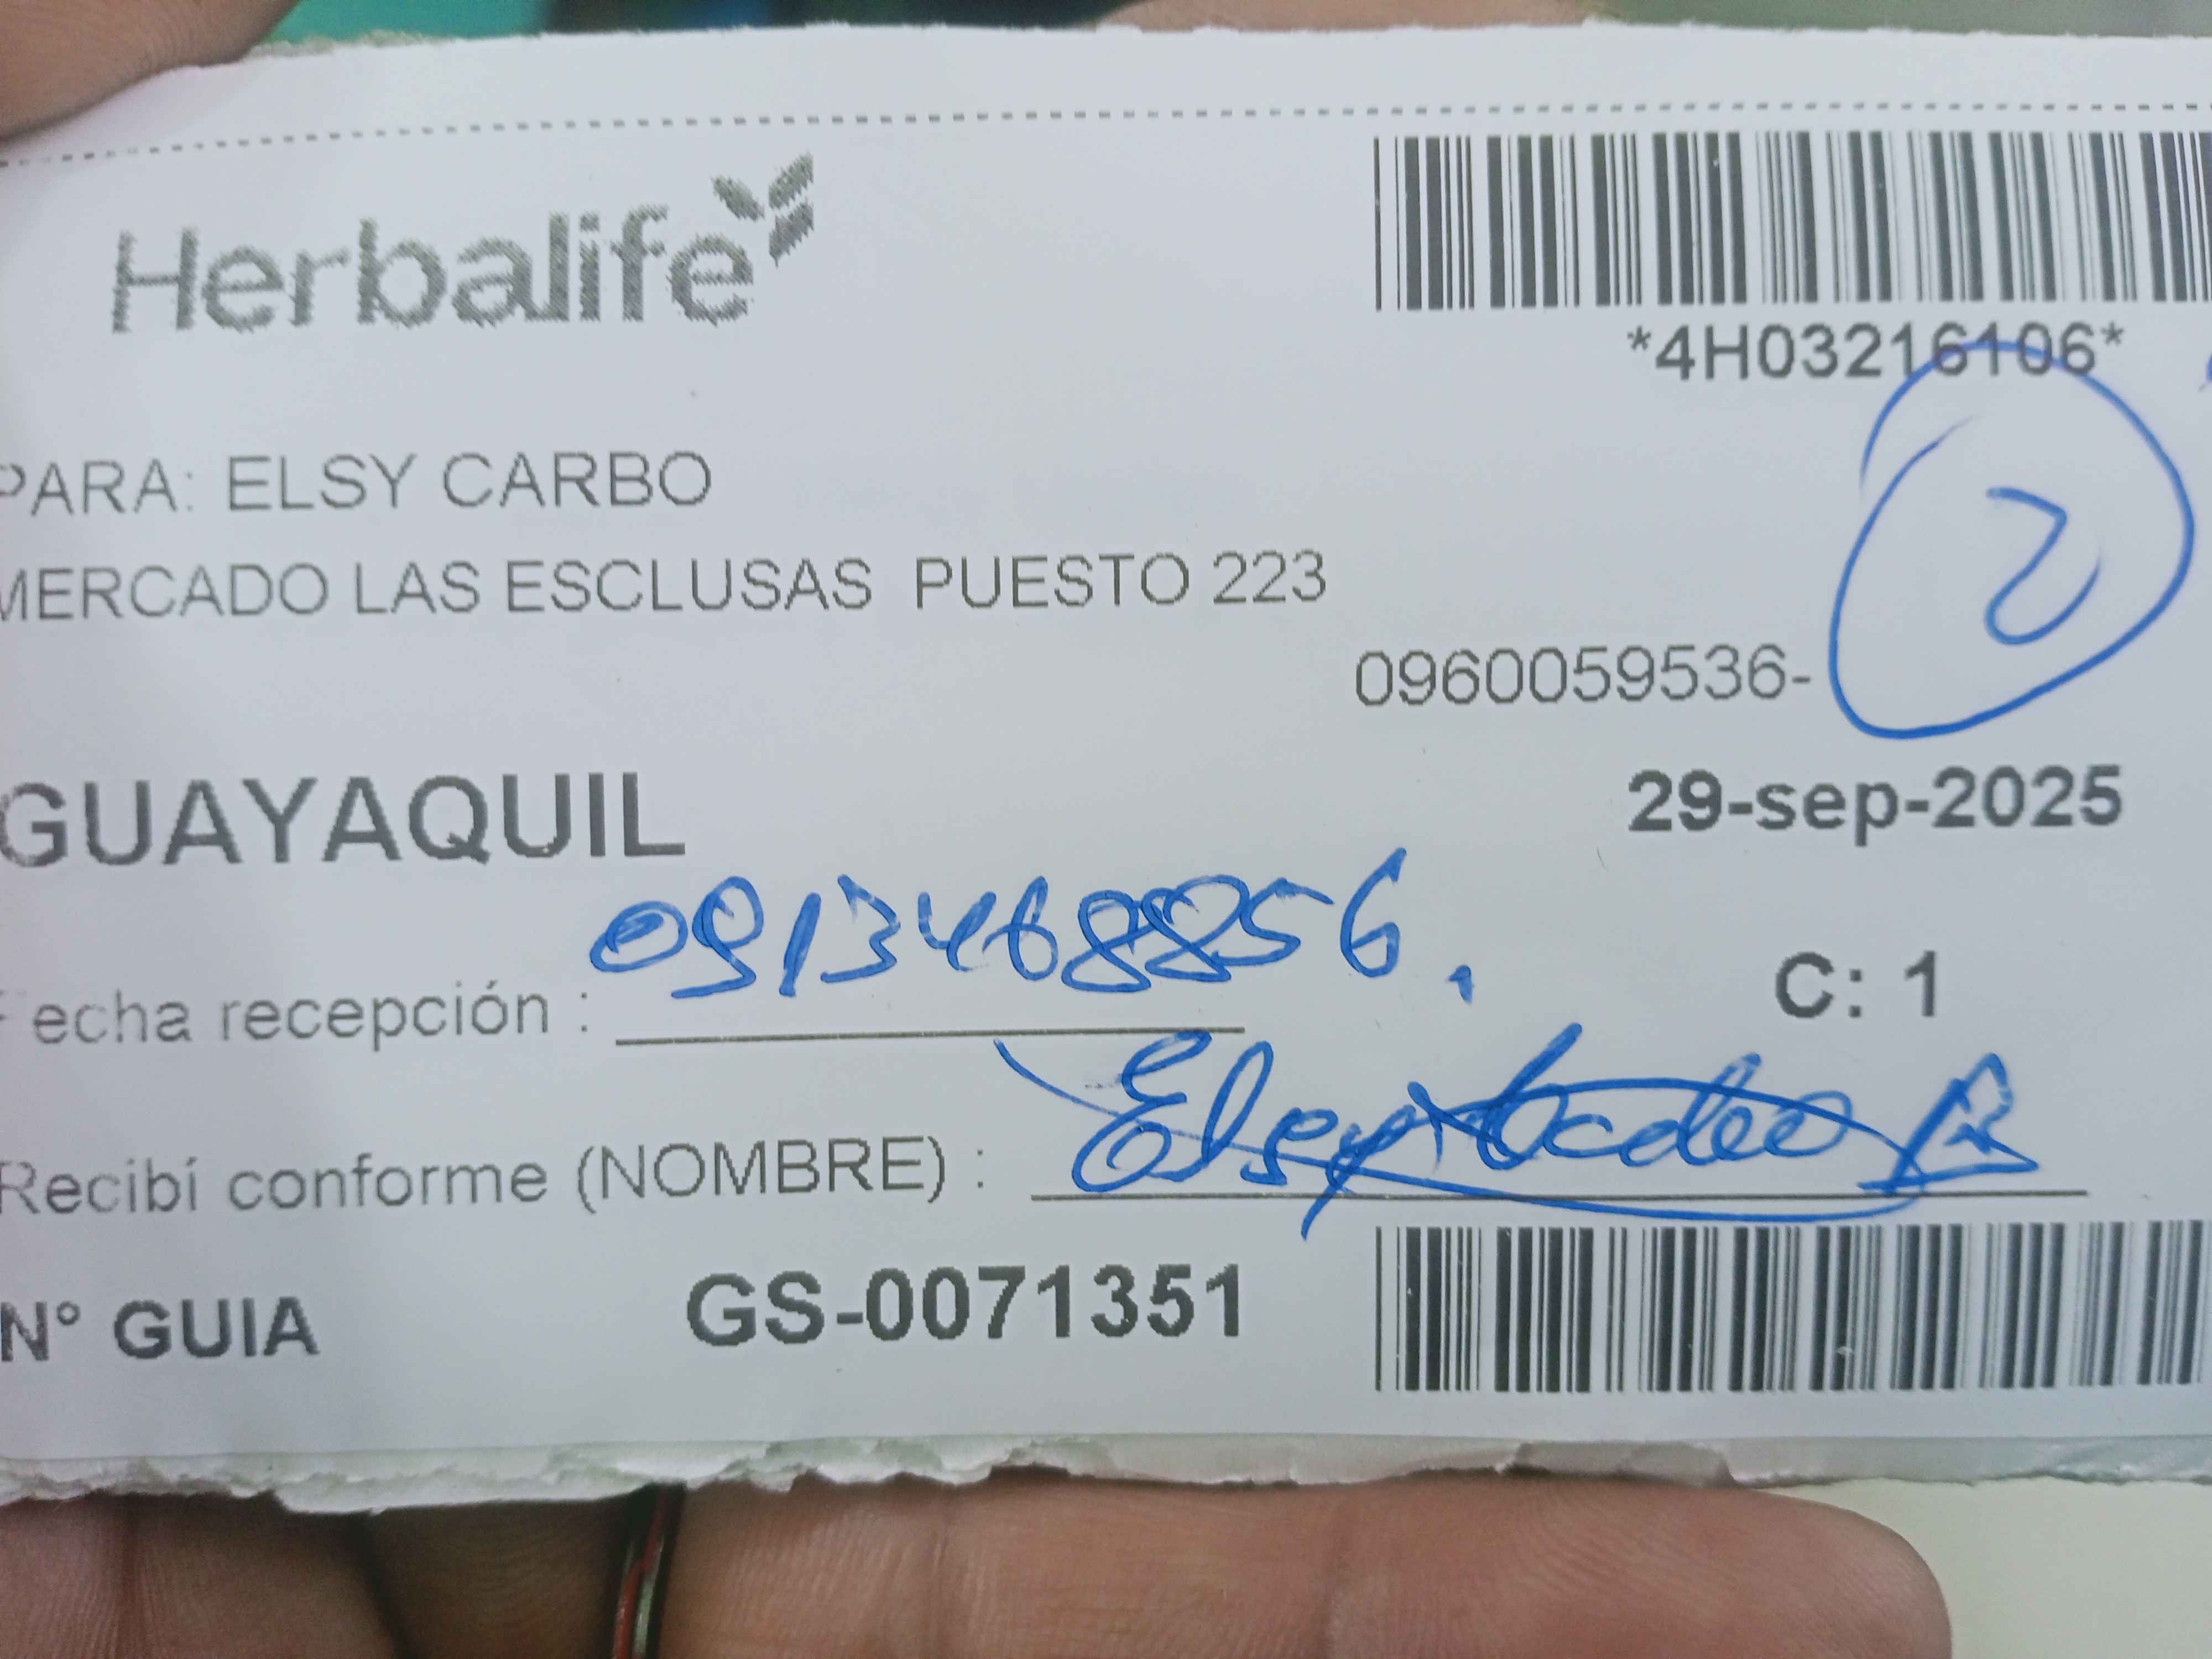 Herbalife
*4H03216106*
PARA: ELSY CARBO
2
MERCADO LAS ESCLUSAS PUESTO 223
0960059536-
GUAYAQUIL
29-sep-2025
0913468856.
Fecha recepción :
C: 1
Elsy
Recibí conforme (NOMBRE) :
N° GUIA GS-0071351